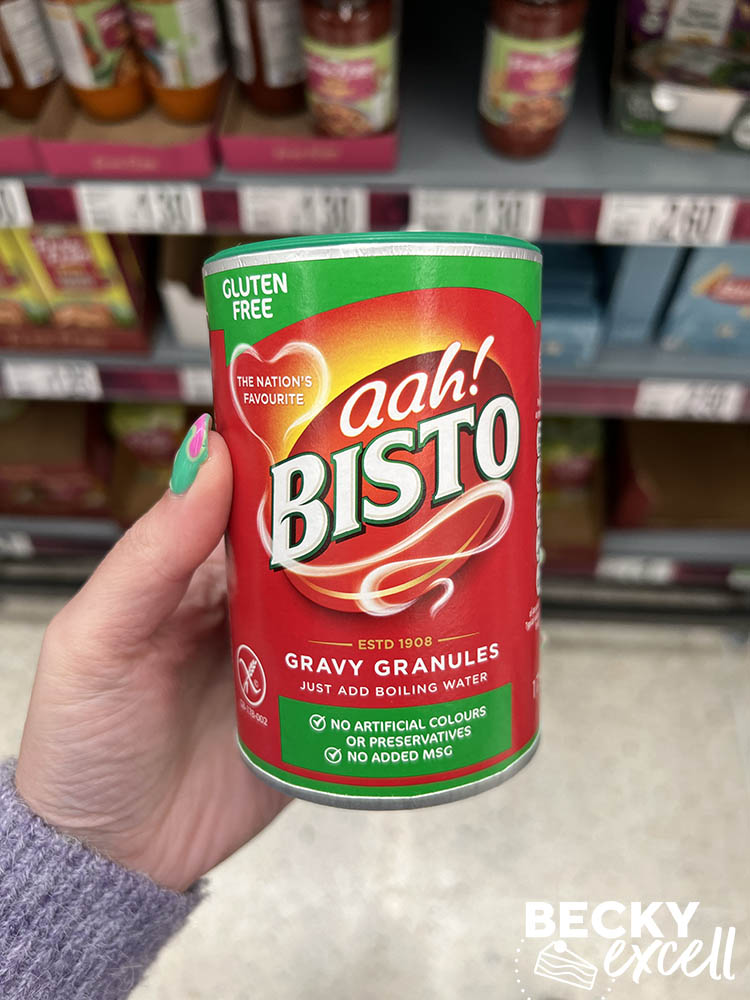 GLUTEN
FREE
THE NATION'S
FAVOURITE
aah!
BISTO
ESTD 1908
GRAVY GRANULES
JUST ADD BOILING WATER
NO ARTIFICIAL COLOURS
OR PRESERVATIVES
NO ADDED MSG
BECKY
excell